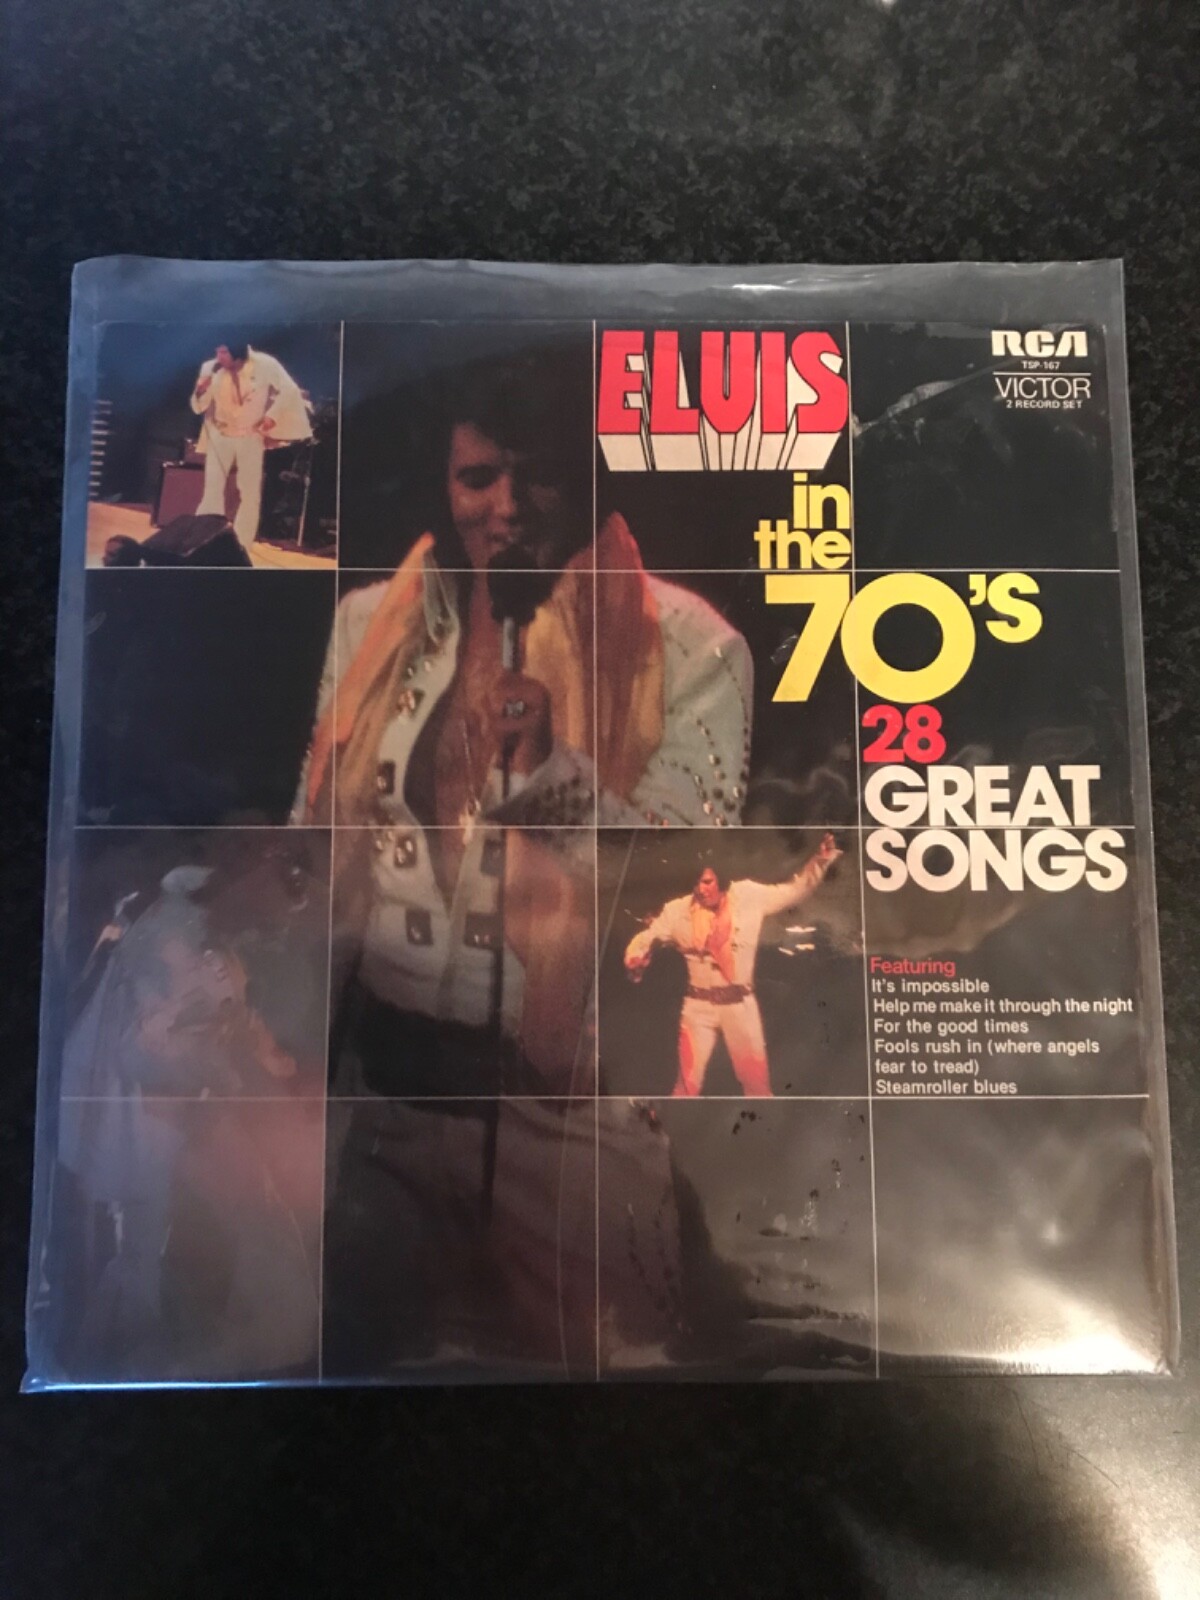 ELVIS
in
the
70's
28
GREAT
SONGS
RCA
TSP-167
VICTOR
2 RECORD SET
Featuring
It's impossible
Help me make it through the night
For the good times
Fools rush in (where angels
fear to tread)
Steamroller blues